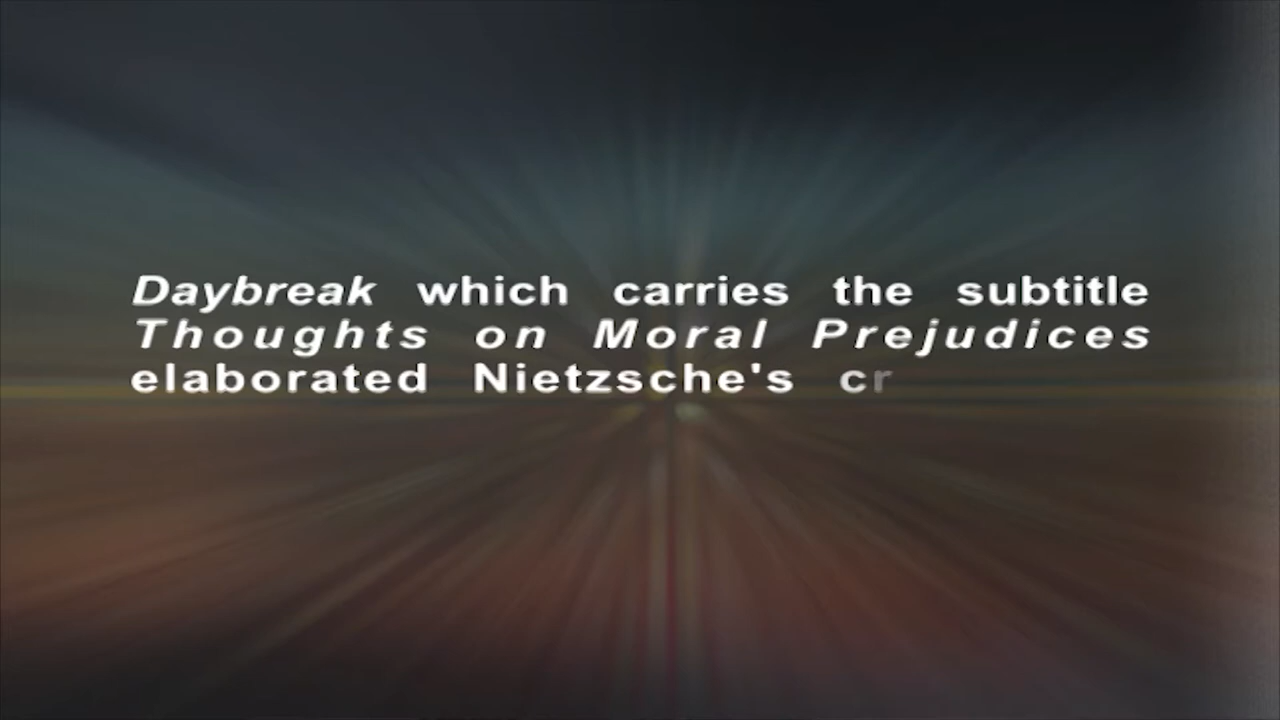 Daybreak which carries the subtitle
Thoughts on Moral Prejudices
elaborated Nietzsche's cr